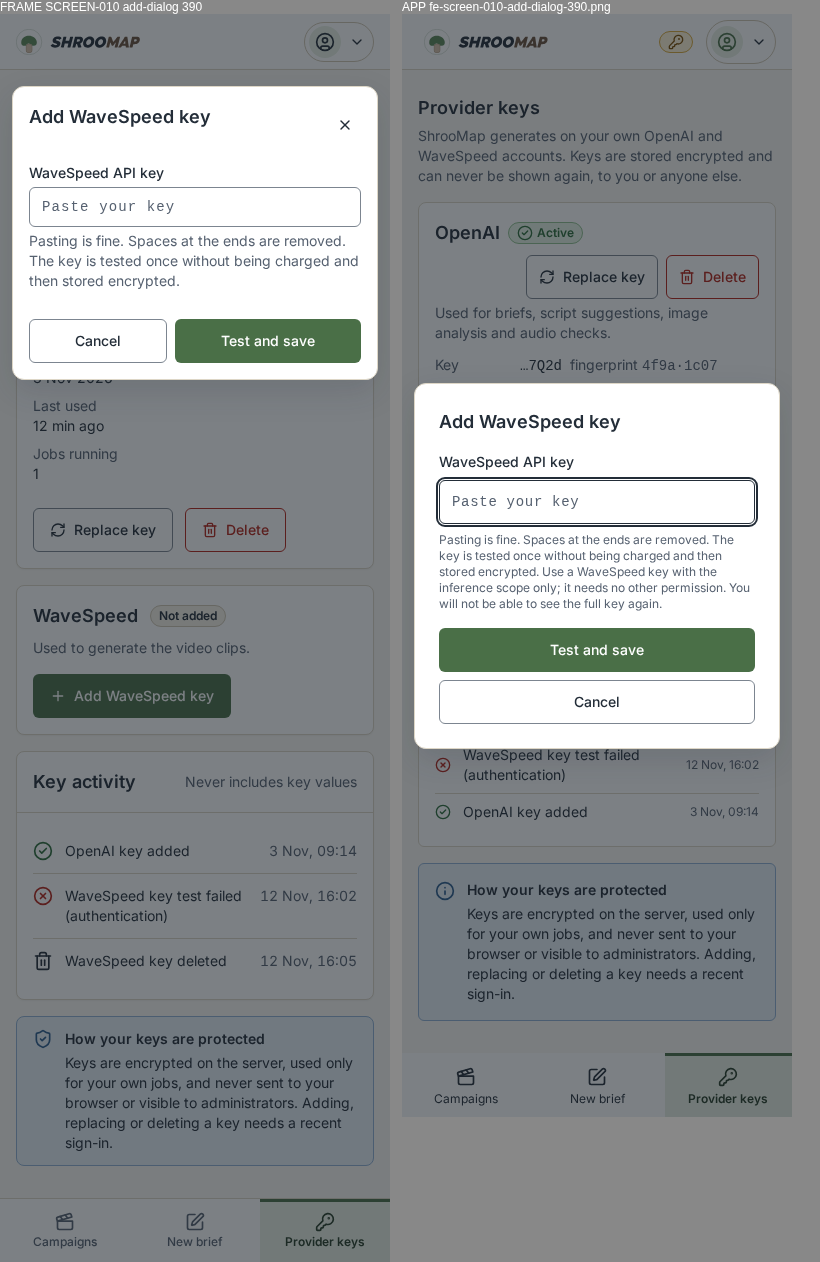 FRAME SCREEN-010 add-dialog 390
SHROOMAP
Add WaveSpeed key
WaveSpeed API key
Paste your key
Pasting is fine. Spaces at the ends are removed.
The key is tested once without being charged and
then stored encrypted.
Cancel
Test and save
Last used
12 min ago
Jobs running
1
Replace key
Delete
WaveSpeed
Not added
Used to generate the video clips.
Add WaveSpeed key
Key activity
Never includes key values
OpenAI key added
3 Nov, 09:14
WaveSpeed key test failed
(authentication)
12 Nov, 16:02
WaveSpeed key deleted
12 Nov, 16:05
How your keys are protected
Keys are encrypted on the server, used only
for your own jobs, and never sent to your
browser or visible to administrators. Adding,
replacing or deleting a key needs a recent
sign-in.
Campaigns
New brief
Provider keys
APP fe-screen-010-add-dialog-390.png
SHROOMAP
Provider keys
ShrooMap generates on your own OpenAI and
WaveSpeed accounts. Keys are stored encrypted and
can never be shown again, to you or anyone else.
OpenAI
Active
Replace key
Delete
Used for briefs, script suggestions, image
analysis and audio checks.
Key
…7Q2d fingerprint 4f9a·1c07
Add WaveSpeed key
WaveSpeed API key
Paste your key
Pasting is fine. Spaces at the ends are removed. The
key is tested once without being charged and then
stored encrypted. Use a WaveSpeed key with the
inference scope only; it needs no other permission. You
will not be able to see the full key again.
Test and save
Cancel
WaveSpeed key test failed
(authentication)
12 Nov, 16:02
OpenAI key added
3 Nov, 09:14
How your keys are protected
Keys are encrypted on the server, used only
for your own jobs, and never sent to your
browser or visible to administrators. Adding,
replacing or deleting a key needs a recent
sign-in.
Campaigns
New brief
Provider keys